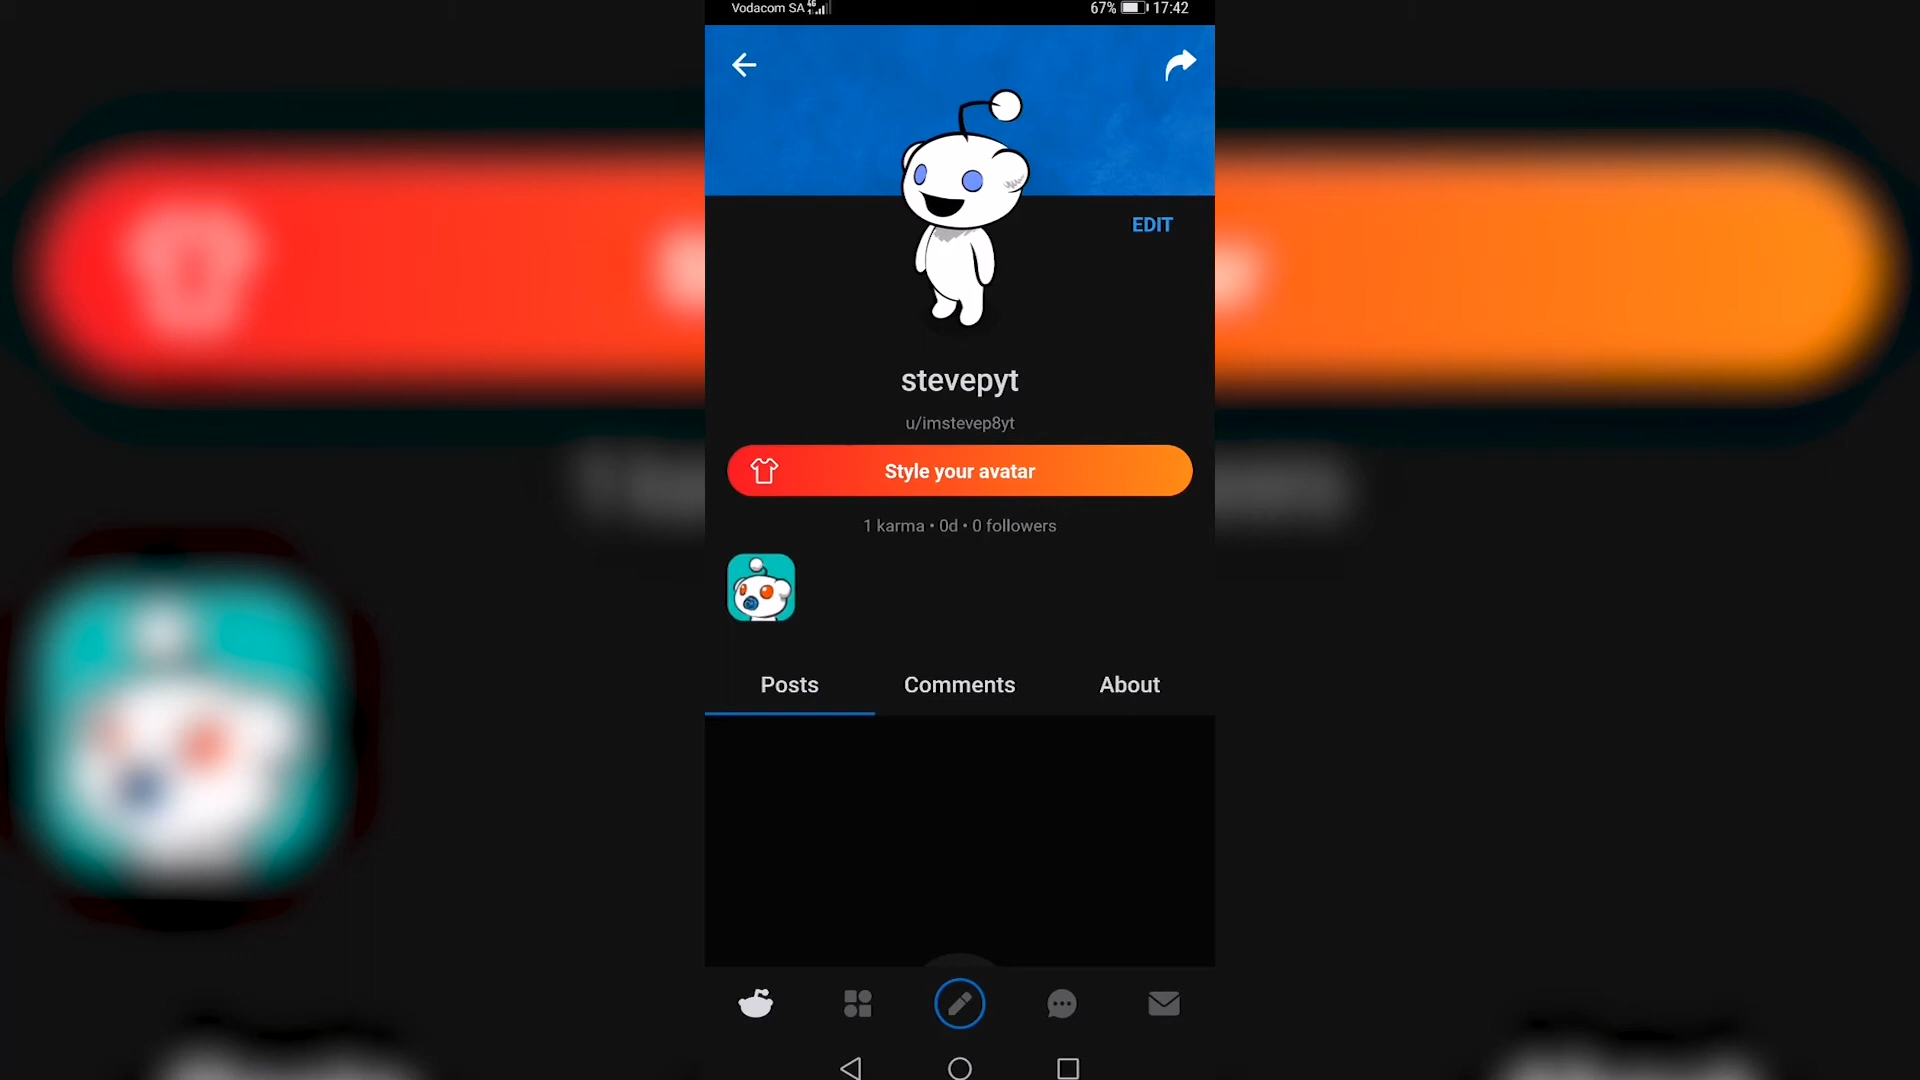 Vodacom SA 4G 67% 17:42
EDIT
stevepyt
u/imstevep8yt
Style your avatar
1 karma • 0d • 0 followers
Posts Comments About